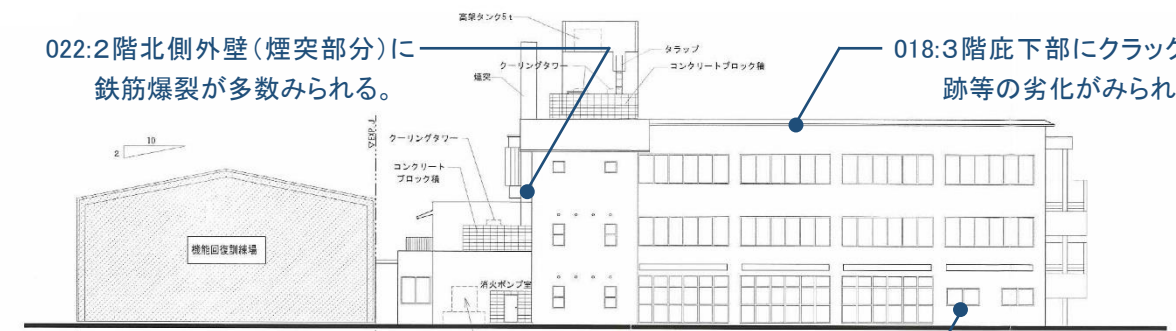 高架タンク5t
022:2階北側外壁(煙突部分)に
鉄筋爆裂が多数みられる。
タラップ
クーリングタワー
コンクリートブロック積
煙突
018:3階庇下部にクラック
跡等の劣化がみられ
10
2
クーリングタワー
コンクリート
ブロック積
機能回復訓練場
消火ポンプ室